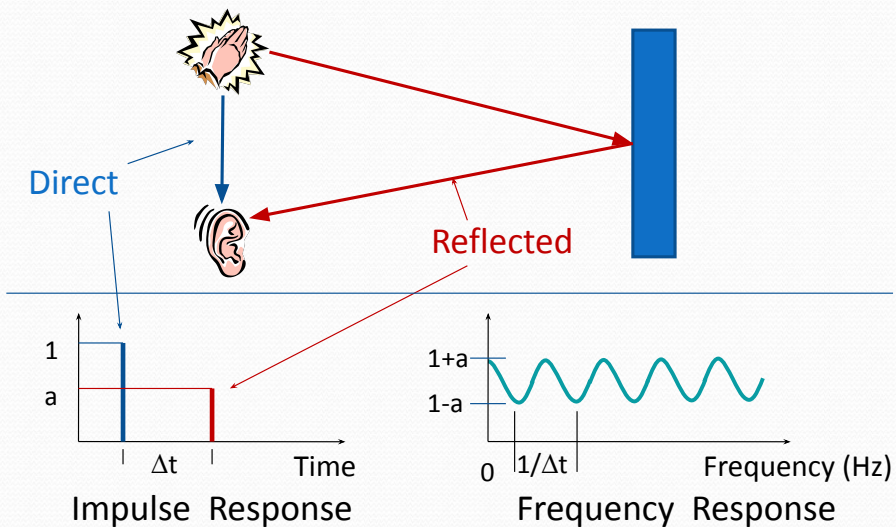 Direct
Reflected
1
a
Δt
Time
Impulse Response
1+a
1-a
0
1/Δt
Frequency (Hz)
Frequency Response